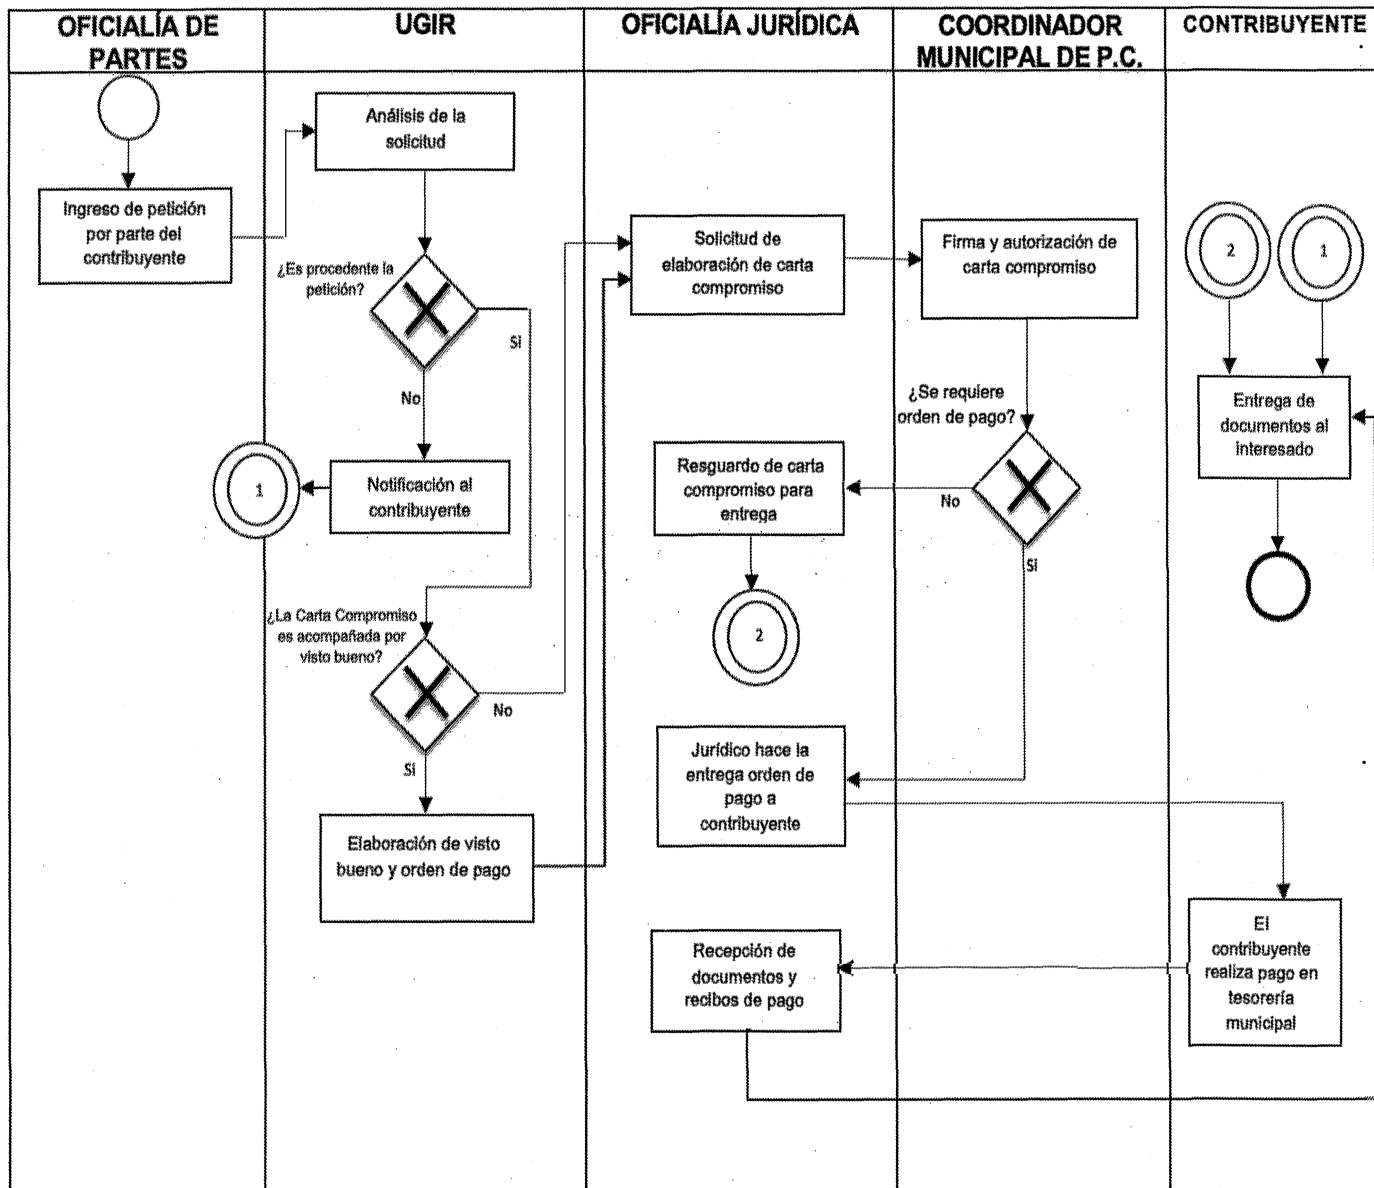 OFICIALÍA DE
PARTES
UGIR
OFICIALÍA JURÍDICA
COORDINADOR
MUNICIPAL DE P.C.
CONTRIBUYENTE
Ingreso de petición
por parte del
contribuyente
Análisis de la
solicitud
¿Es procedente la
petición?
Si
No
Notificación al
contribuyente
1
¿La Carta Compromiso
es acompañada por
visto bueno?
No
Si
Elaboración de visto
bueno y orden de pago
Solicitud de
elaboración de carta
compromiso
Resguardo de carta
compromiso para
entrega
2
Jurídico hace la
entrega orden de
pago a
contribuyente
Recepción de
documentos y
recibos de pago
Firma y autorización de
carta compromiso
¿Se requiere
orden de pago?
No
Si
2
1
Entrega de
documentos al
interesado
El
contribuyente
realiza pago en
tesorería
municipal